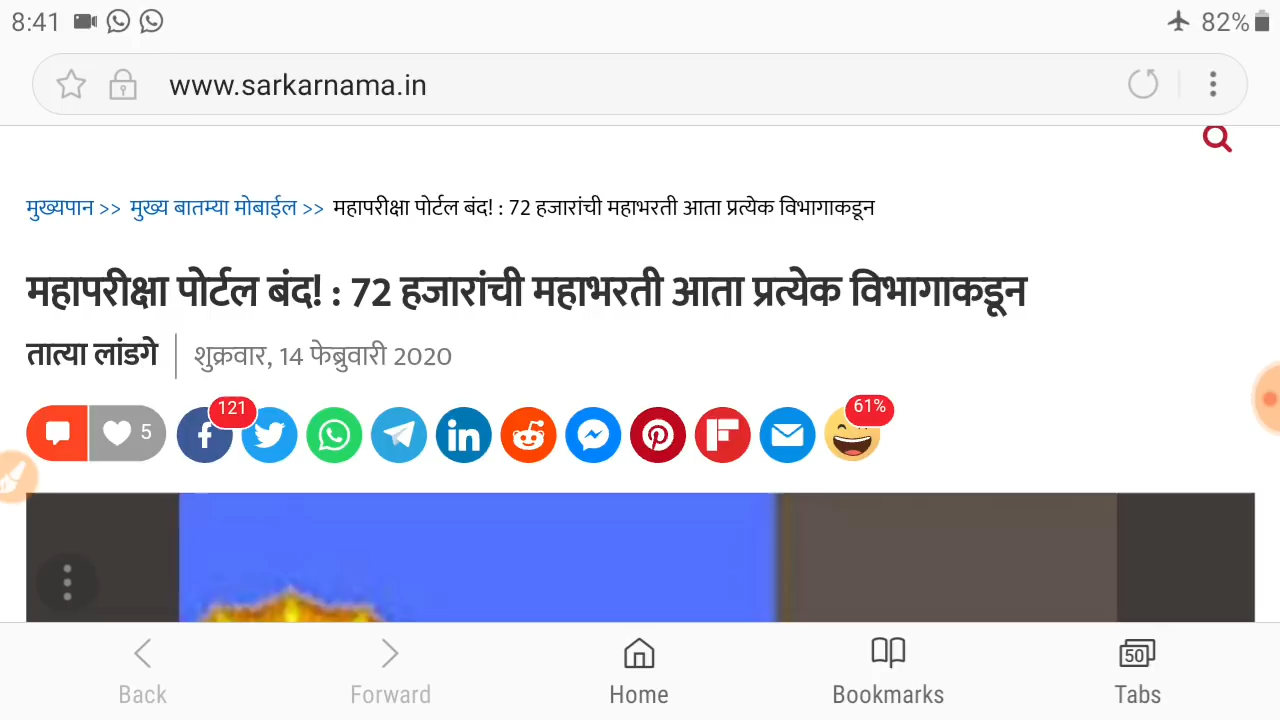 8:41 82%
www.sarkarnama.in
मुख्यपान >> मुख्य बातम्या मोबाईल >> महापरीक्षा पोर्टल बंद! : 72 हजारांची महाभरती आता प्रत्येक विभागाकडून
महापरीक्षा पोर्टल बंद! : 72 हजारांची महाभरती आता प्रत्येक विभागाकडून
तात्या लांडगे शुक्रवार, 14 फेब्रुवारी 2020
5 121 61%
50
Back Forward Home Bookmarks Tabs